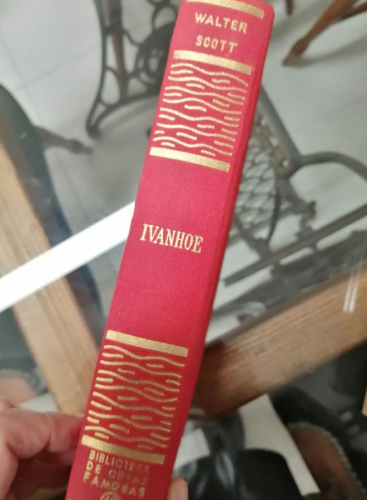 WALTER
SCOTT
IVANHOE
BIBLIOTECA
DE OBRAS
FAMOSAS